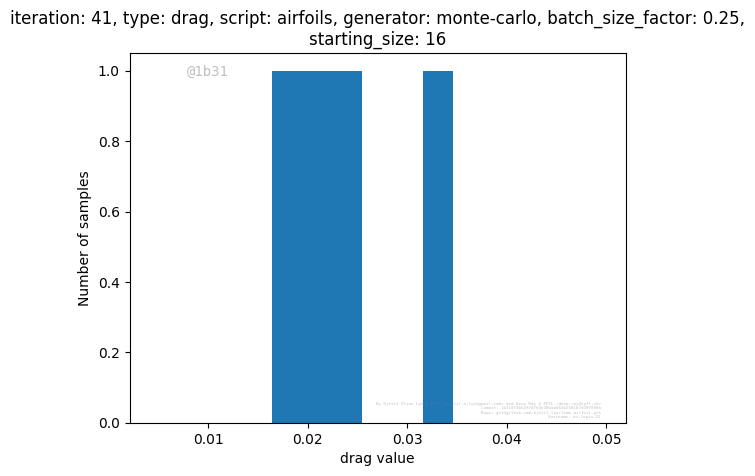 iteration: 41, type: drag, script: airfoils, generator: monte-carlo, batch_size_factor: 0.25,
starting_size: 16
@1b31
1.0
0.8
0.6
0.4
0.2
0.0
Number of samples
0.01
0.02
0.03
0.04
0.05
drag value